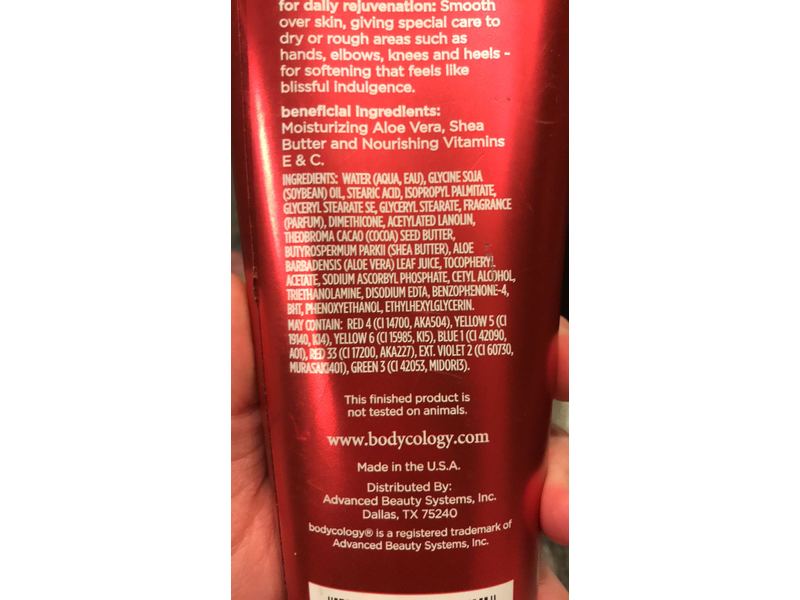 for daily rejuvenation: Smooth
over skin, giving special care to
dry or rough areas such as
hands, elbows, knees and heels -
for softening that feels like
blissful indulgence.
beneficial ingredients:
Moisturizing Aloe Vera, Shea
Butter and Nourishing Vitamins
E & C.
INGREDIENTS: WATER (AQUA, EAU), GLYCINE SOJA
(SOYBEAN) OIL, STEARIC ACID, ISOPROPYL PALMITATE,
GLYCERYL STEARATE SE, GLYCERYL STEARATE, FRAGRANCE
(PARFUM), DIMETHICONE, ACETYLATED LANOLIN,
THEOBROMA CACAO (COCOA) SEED BUTTER,
BUTYROSPERMUM PARKII (SHEA BUTTER), ALOE
BARBADENSIS (ALOE VERA) LEAF JUICE, TOCOPHERYL
ACETATE, SODIUM ASCORBYL PHOSPHATE, CETYL ALCOHOL,
TRIETHANOLAMINE, DISODIUM EDTA, BENZOPHENONE-4,
BHT, PHENOXYETHANOL, ETHYLHEXYLGLYCERIN.
MAY CONTAIN: RED 4 (CI 14700, AKA504), YELLOW 5 (CI
19140, KI4), YELLOW 6 (CI 15985, KI5), BLUE 1 (CI 42090,
AO1), RED 33 (CI 17200, AKA227), EXT. VIOLET 2 (CI 60730,
MURASAKI401), GREEN 3 (CI 42053, MIDORI3).
This finished product is
not tested on animals.
www.bodycology.com
Made in the U.S.A.
Distributed By:
Advanced Beauty Systems, Inc.
Dallas, TX 75240
bodycology® is a registered trademark of
Advanced Beauty Systems, Inc.